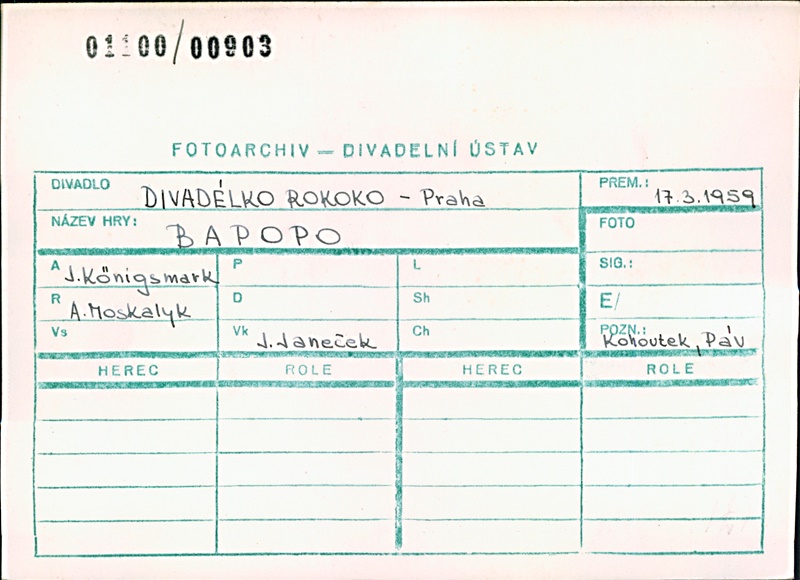 01100/00903
FOTOARCHIV — DIVADELNÍ ÚSTAV
DIVADLO DIVADÉLKO ROKOKO - Praha PREM.: 17.3.1959
NÁZEV HRY: BAPOPO FOTO
A J. Königsmark P L SIG.:
R A. Moskalyk D Sh E/
Vs Vk J. Janeček Ch POZN.: Kohoutek, Páv
HEREC ROLE HEREC ROLE